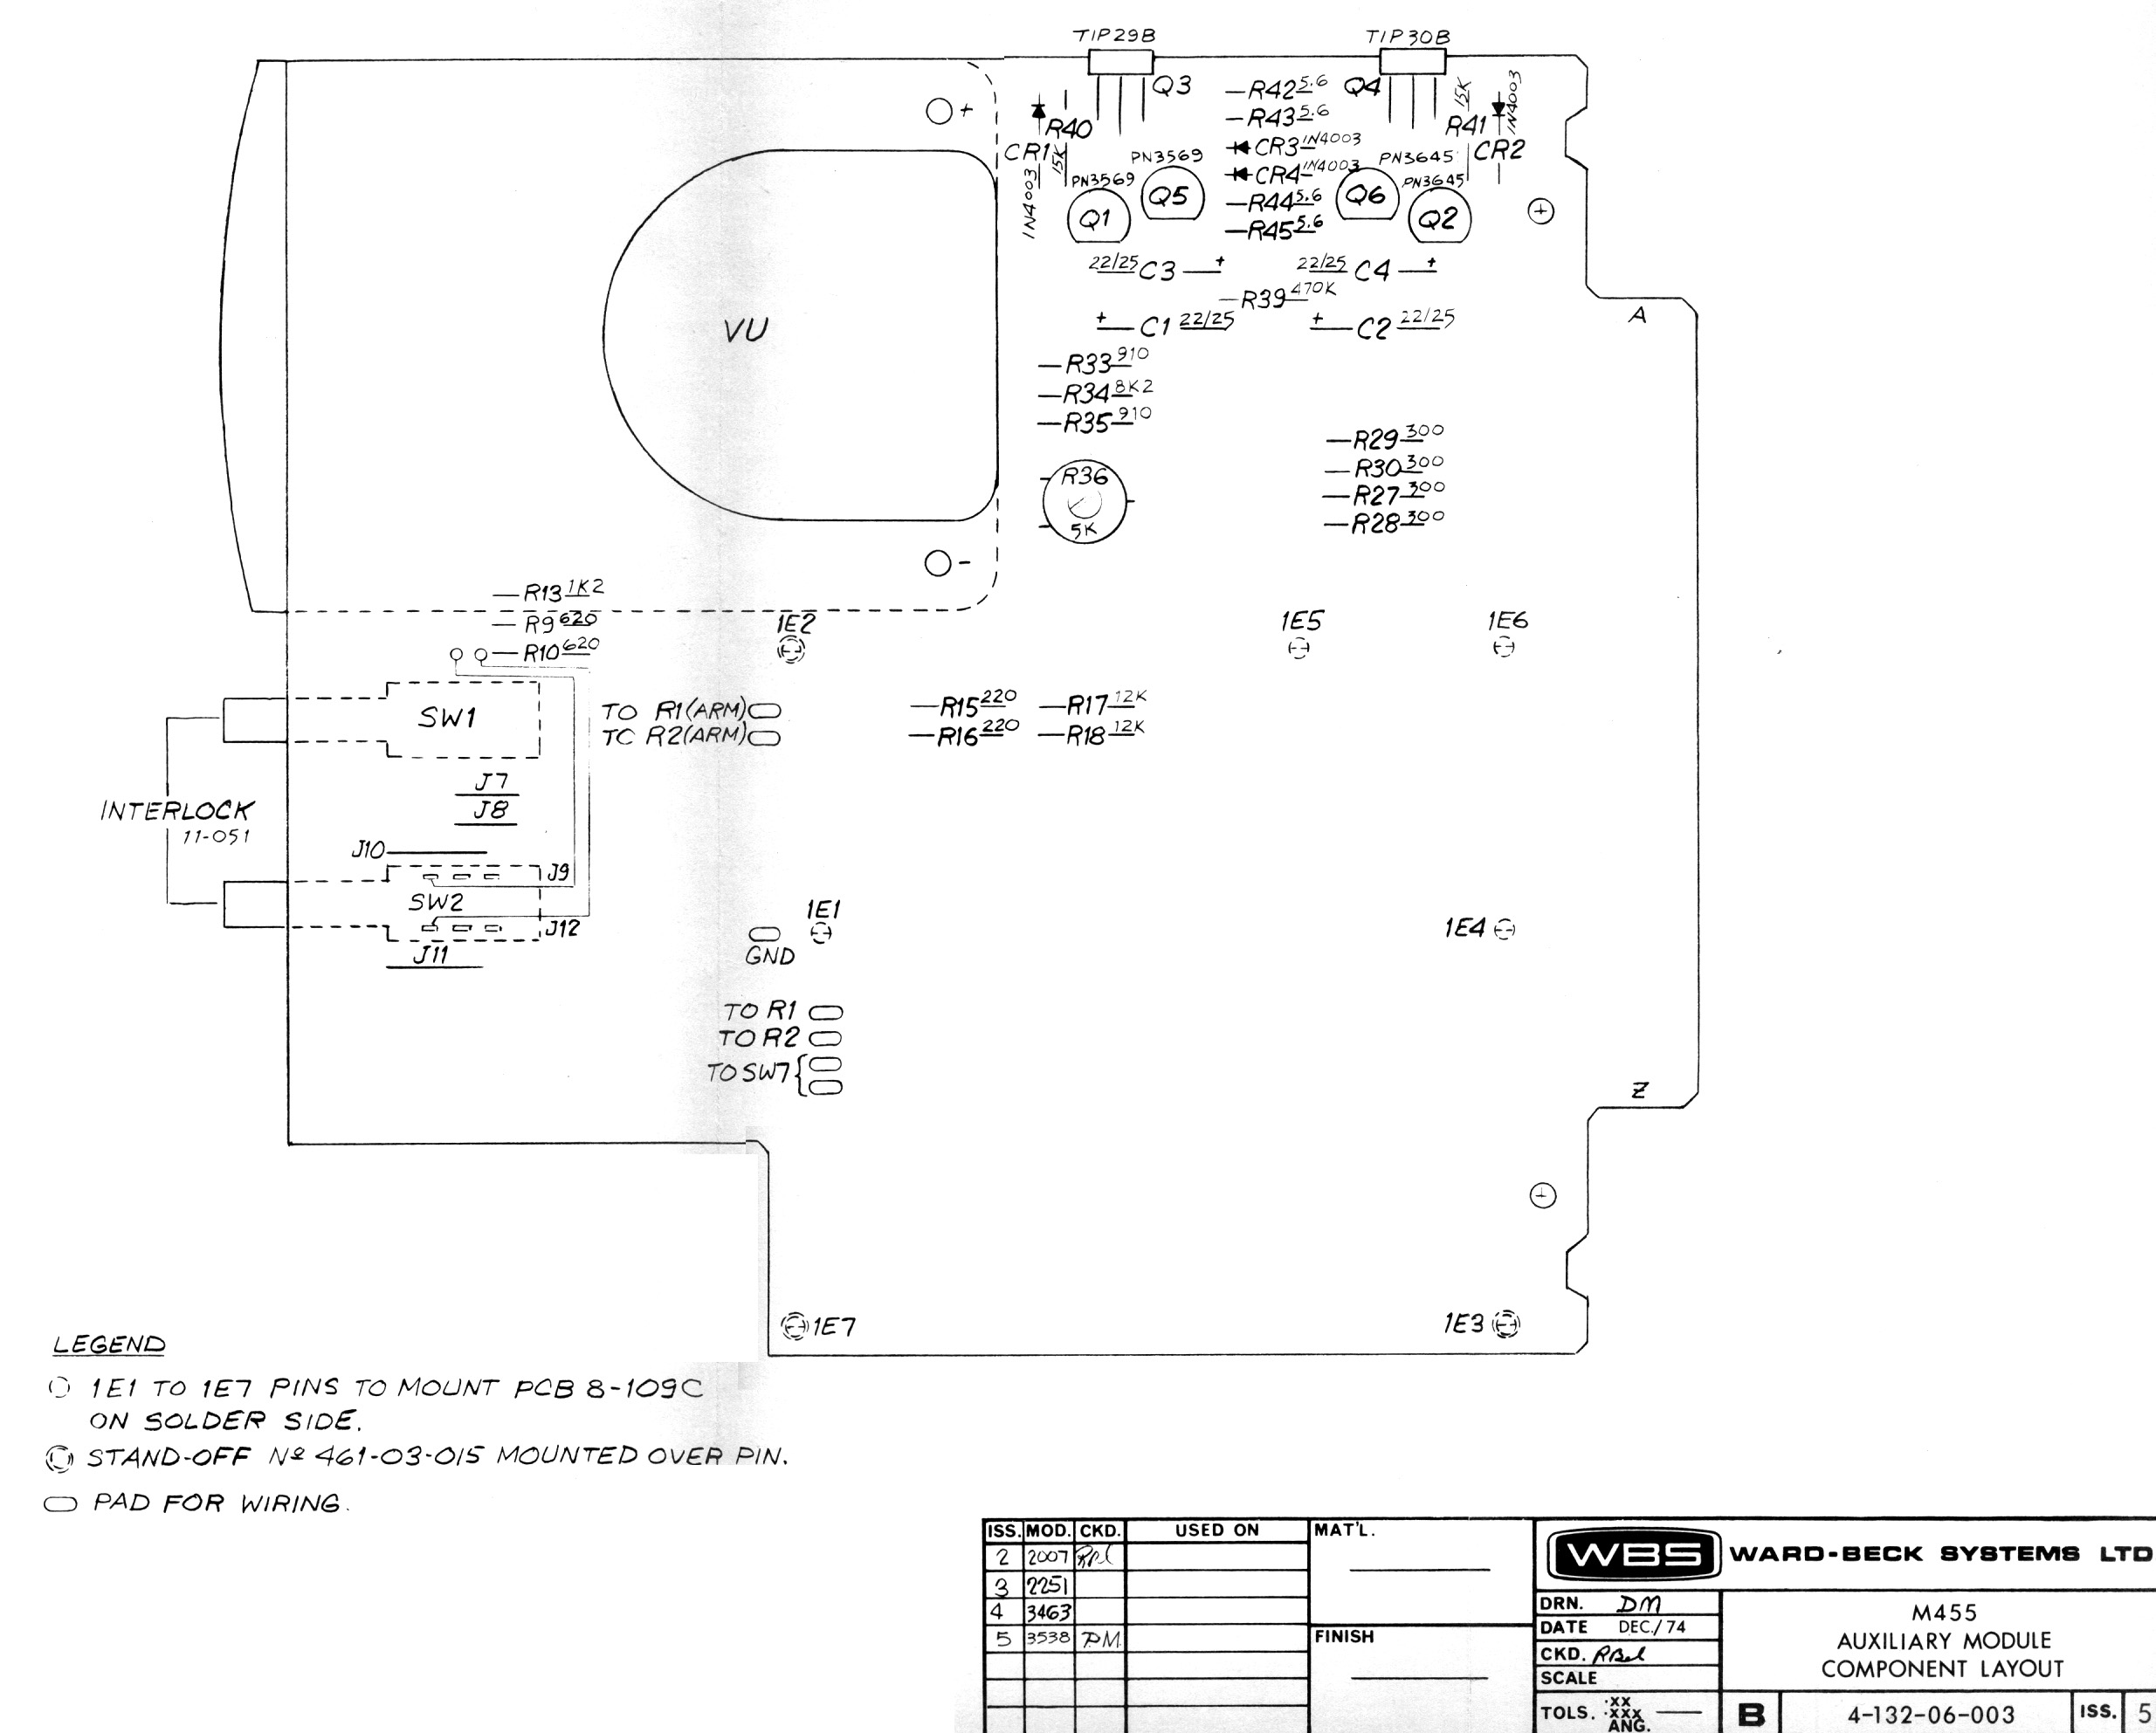 TIP29B
TIP30B
Q3
R42 5.6
Q4
15K
1N4003
R43 5.6
R40
R41
CR1
CR3 1N4003
PN3569
PN3645
CR2
15K
CR4 1N4003
1N4003
PN3569
Q5
Q6
PN3645
R44 5.6
Q1
Q2
R45 5.6
+
22/25 C3 +
22/25 C4 +
R39 470K
+ C1 22/25
+ C2 22/25
A
VU
R33 910
R34 8K2
R35 910
R29 300
R30 300
R27 300
R28 300
R36
5K
-
R13 1K2
R9 620
R10 620
1E2
1E5
1E6
SW1
TO R1(ARM)
TO R2(ARM)
R15 220
R17 12K
R16 220
R18 12K
J7
J8
INTERLOCK
11-051
J10
J9
SW2
J12
J11
1E1
GND
1E4
TO R1
TO R2
TO SW7
Z
1E7
1E3
LEGEND
1E1 TO 1E7 PINS TO MOUNT PCB 8-109C
ON SOLDER SIDE.
STAND-OFF Nº 461-03-015 MOUNTED OVER PIN.
PAD FOR WIRING.
ISS. MOD. CKD. USED ON
2 2007
3 2251
4 3463
5 3538 P.M.
MAT'L.
FINISH
WBS WARD-BECK SYSTEMS LTD
DRN. DM
DATE DEC./74
CKD. RBel
SCALE
TOLS. .XX
.XXX
ANG.
M455
AUXILIARY MODULE
COMPONENT LAYOUT
B 4-132-06-003 ISS. 5